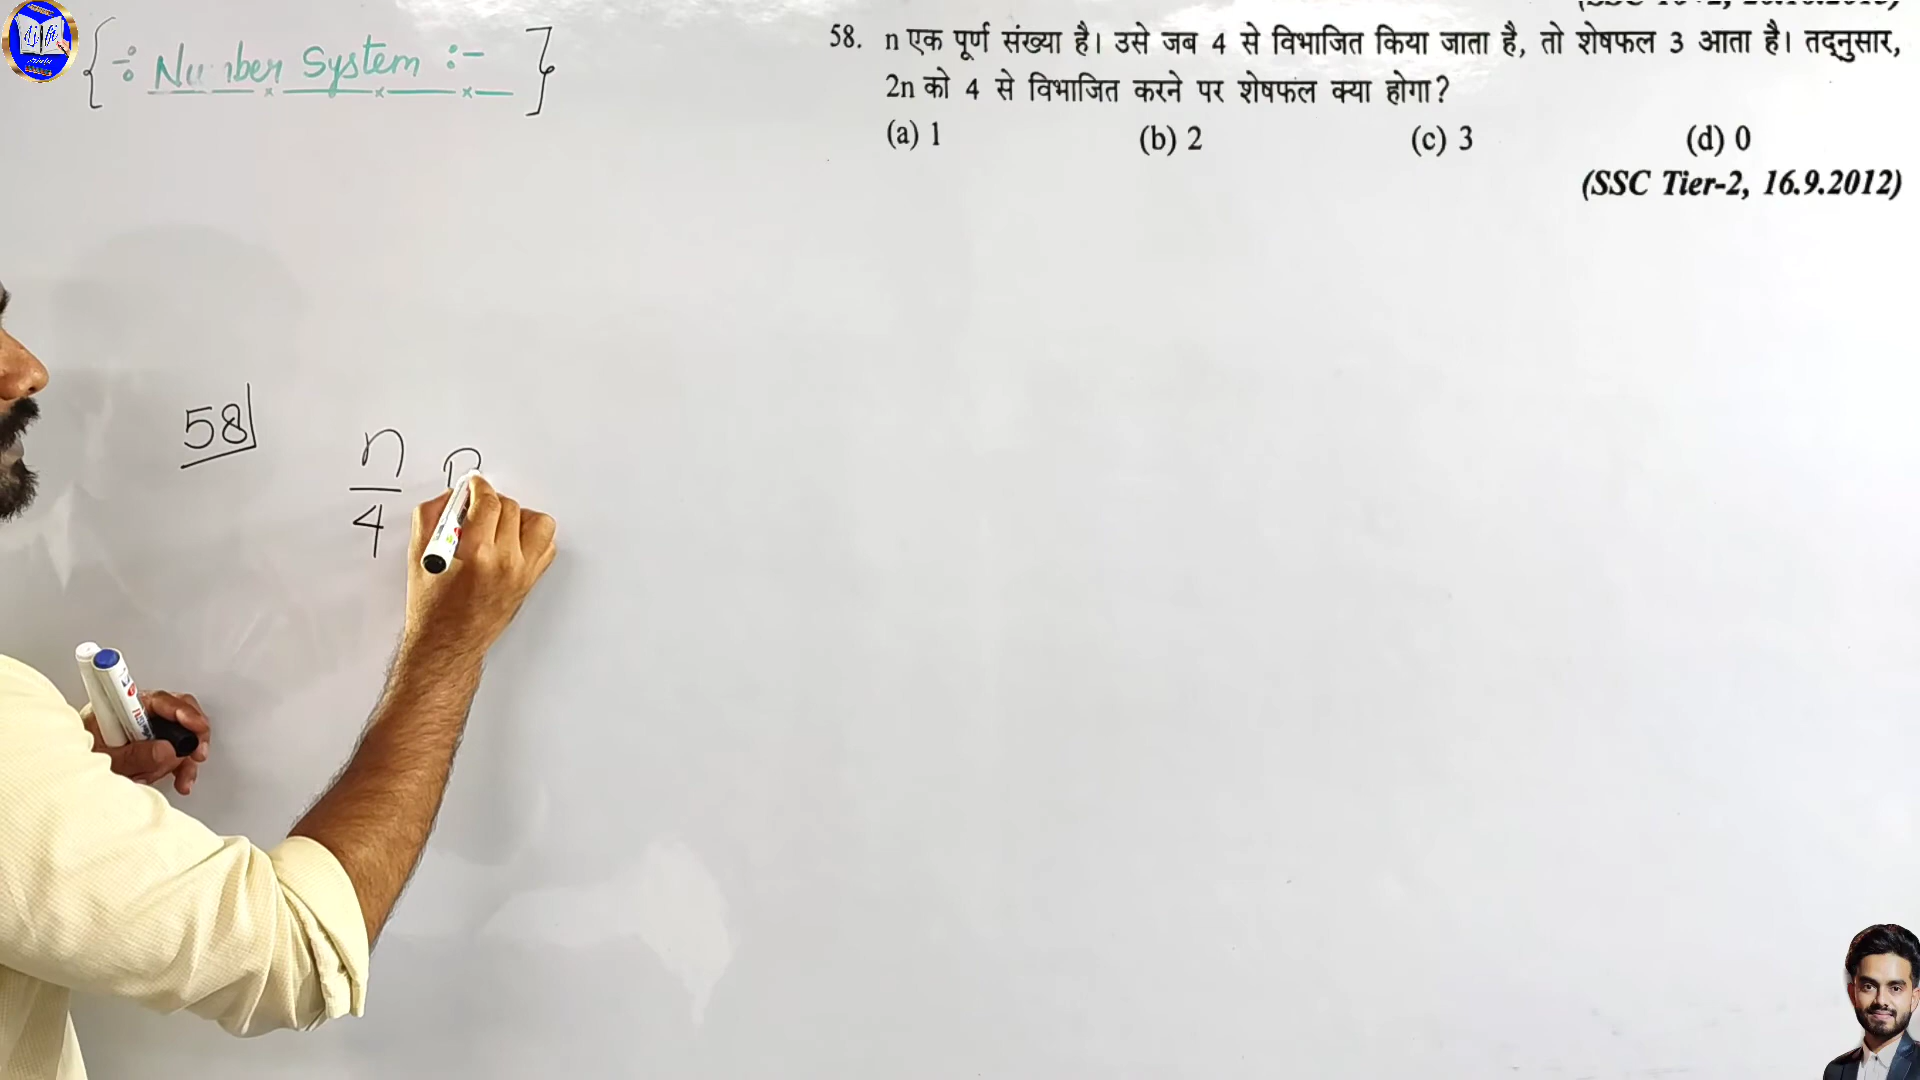 ÷ Number System :-
58. n एक पूर्ण संख्या है। उसे जब 4 से विभाजित किया जाता है, तो शेषफल 3 आता है। तद्नुसार,
2n को 4 से विभाजित करने पर शेषफल क्या होगा?
(a) 1 (b) 2 (c) 3 (d) 0
(SSC Tier-2, 16.9.2012)
58
n
4